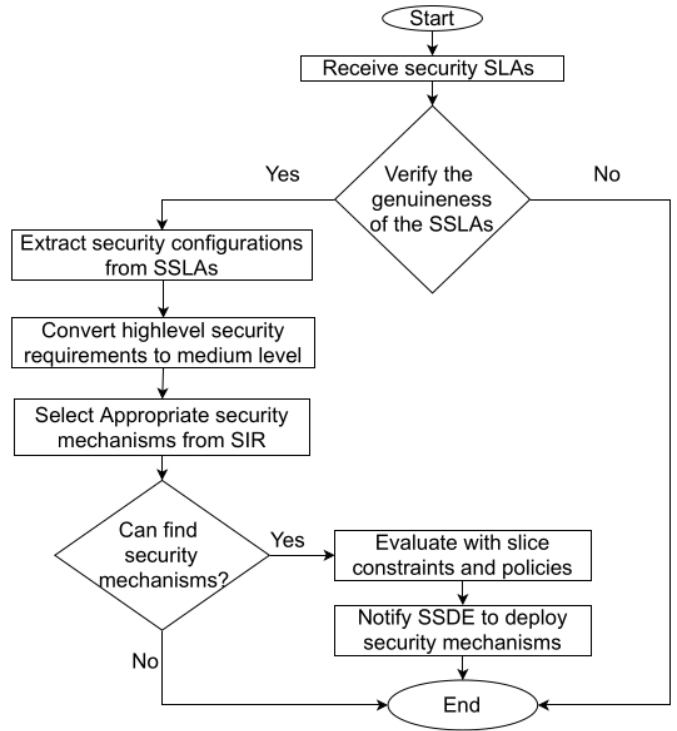 Start
Receive security SLAs
Yes
Verify the
genuineness
of the SSLAs
No
Extract security configurations
from SSLAs
Convert highlevel security
requirements to medium level
Select Appropriate security
mechanisms from SIR
Can find
security
mechanisms?
Yes
Evaluate with slice
constraints and policies
Notify SSDE to deploy
security mechanisms
No
End